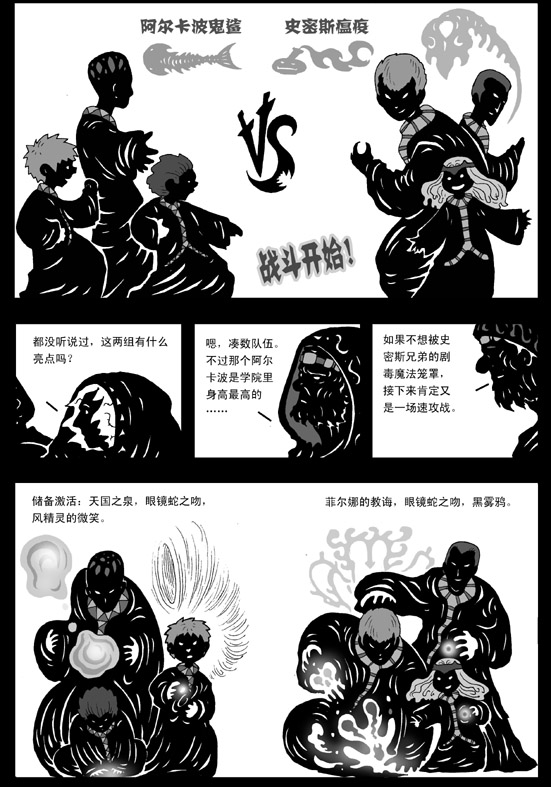 阿尔卡波鬼鲨
史密斯瘟疫
VS
战斗开始！
都没听说过，这两组有什么
亮点吗？
嗯，凑数队伍。
不过那个阿尔
卡波是学院里
身高最高的
……
如果不想被史
密斯兄弟的剧
毒魔法笼罩，
接下来肯定又
是一场速攻战。
储备激活：天国之泉，眼镜蛇之吻，
风精灵的微笑。
菲尔娜的教诲，眼镜蛇之吻，黑雾鸦。